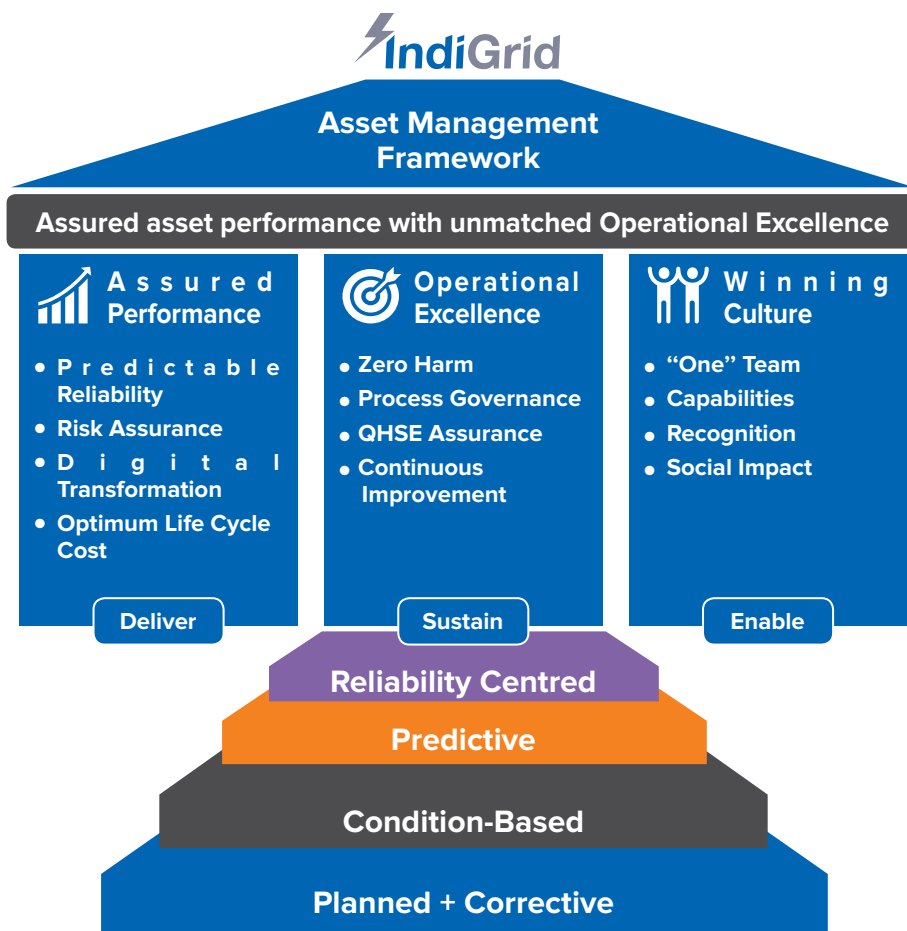 IndiGrid
Asset Management
Framework
Assured asset performance with unmatched Operational Excellence
Assured
Performance
• Predictable
Reliability
• Risk Assurance
• Digital
Transformation
• Optimum Life Cycle
Cost
Deliver
Operational
Excellence
• Zero Harm
• Process Governance
• QHSE Assurance
• Continuous
Improvement
Sustain
Winning
Culture
• “One” Team
• Capabilities
• Recognition
• Social Impact
Enable
Reliability Centred
Predictive
Condition-Based
Planned + Corrective